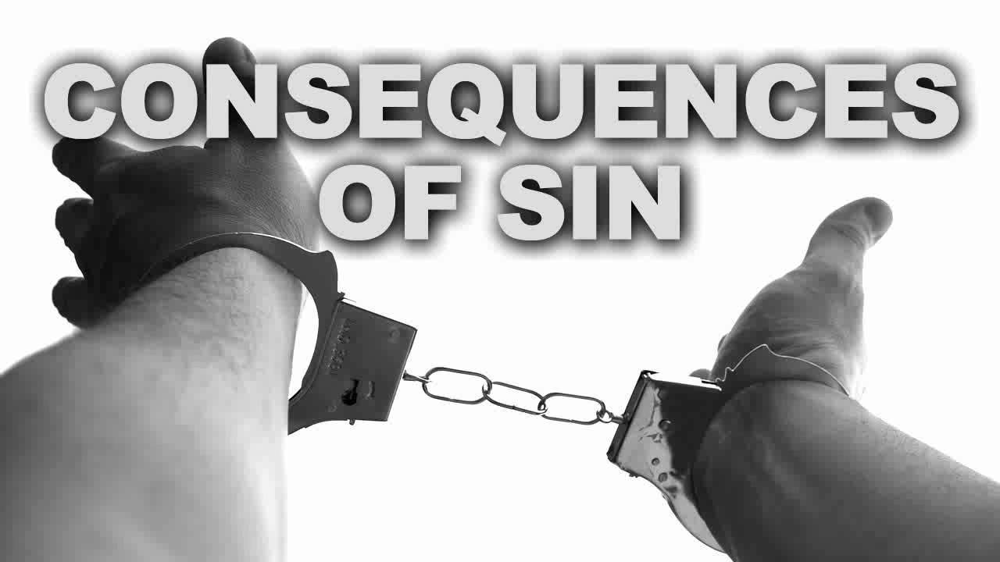 CONSEQUENCES
OF SIN